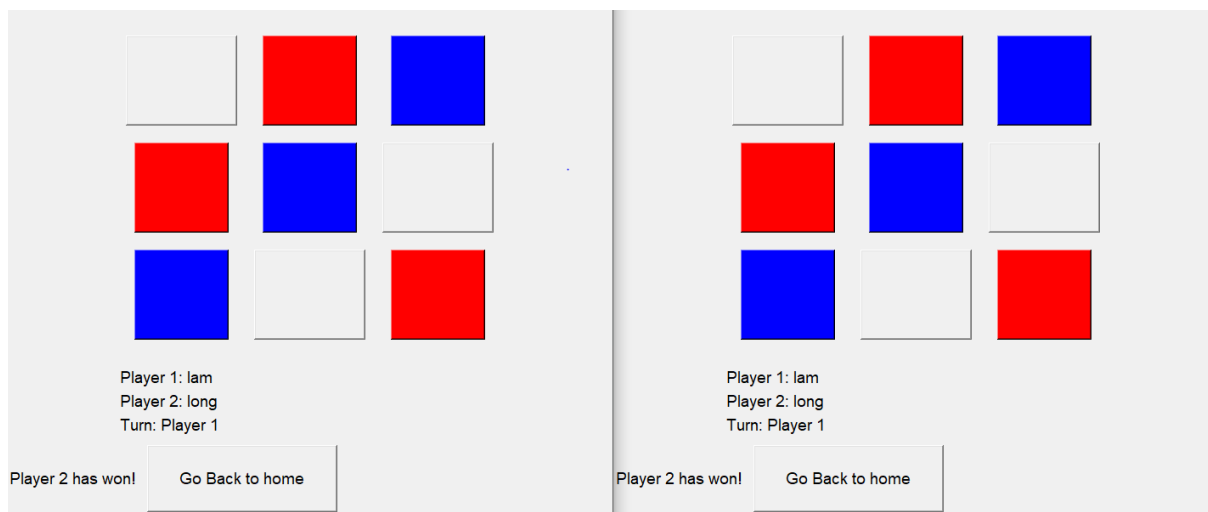 Player 1: lam
Player 2: long
Turn: Player 1
Player 2 has won!
Go Back to home
Player 1: lam
Player 2: long
Turn: Player 1
Player 2 has won!
Go Back to home